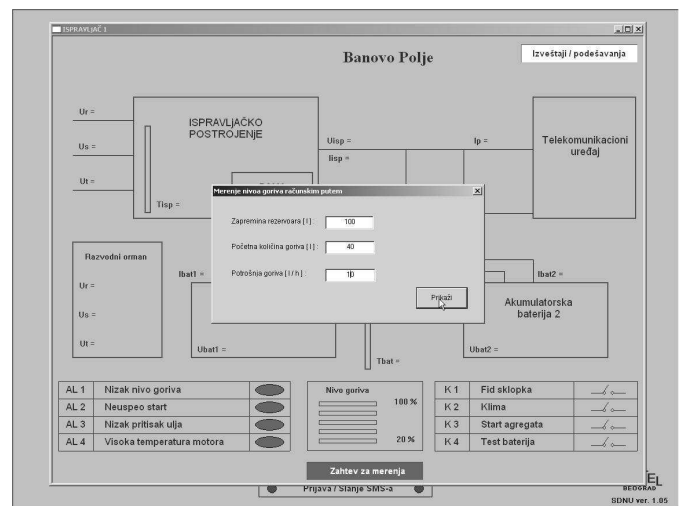 ISPRAVLJAČ 1
Banovo Polje
Izveštaji / podešavanja
Ur =
Us =
Ut =
ISPRAVLJAČKO
POSTROJENJE
Tisp =
Uisp =
Iisp =
Ip =
Telekomunikacioni
uređaj
Merenje nivoa goriva računskim putem
Zapremina rezervoara [ l ] :
100
Početna količina goriva [ l ] :
40
Potrošnja goriva [ l / h ] :
10
Prikaži
Razvodni orman
Ur =
Us =
Ut =
Ibat1 =
Ubat1 =
Tbat =
Ibat2 =
Akumulatorska
baterija 2
Ubat2 =
AL 1 Nizak nivo goriva
AL 2 Neuspeo start
AL 3 Nizak pritisak ulja
AL 4 Visoka temperatura motora
Nivo goriva
100 %
20 %
K 1 Fid sklopka
K 2 Klima
K 3 Start agregata
K 4 Test baterija
Zahtev za merenja
Prijava / Slanje SMS-a
EL
BEOGRAD
SDNU ver. 1.05